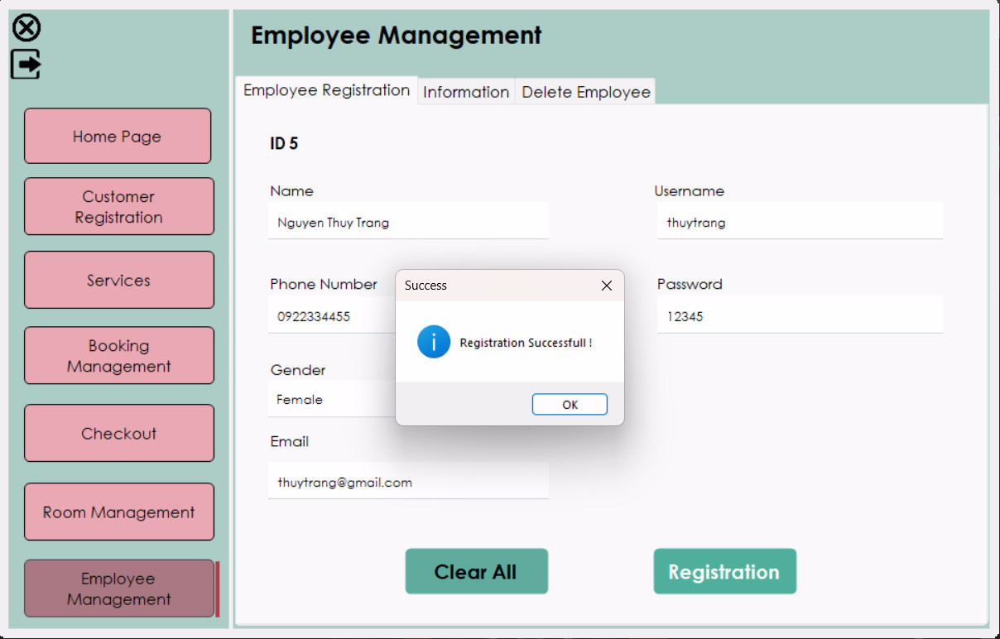 Employee Management
Employee Registration
Information
Delete Employee
Home Page
Customer
Registration
Services
Booking
Management
Checkout
Room Management
Employee
Management
ID 5
Name
Nguyen Thuy Trang
Username
thuytrang
Phone Number
0922334455
Password
12345
Gender
Female
Email
thuytrang@gmail.com
Success
Registration Successfull !
OK
Clear All
Registration